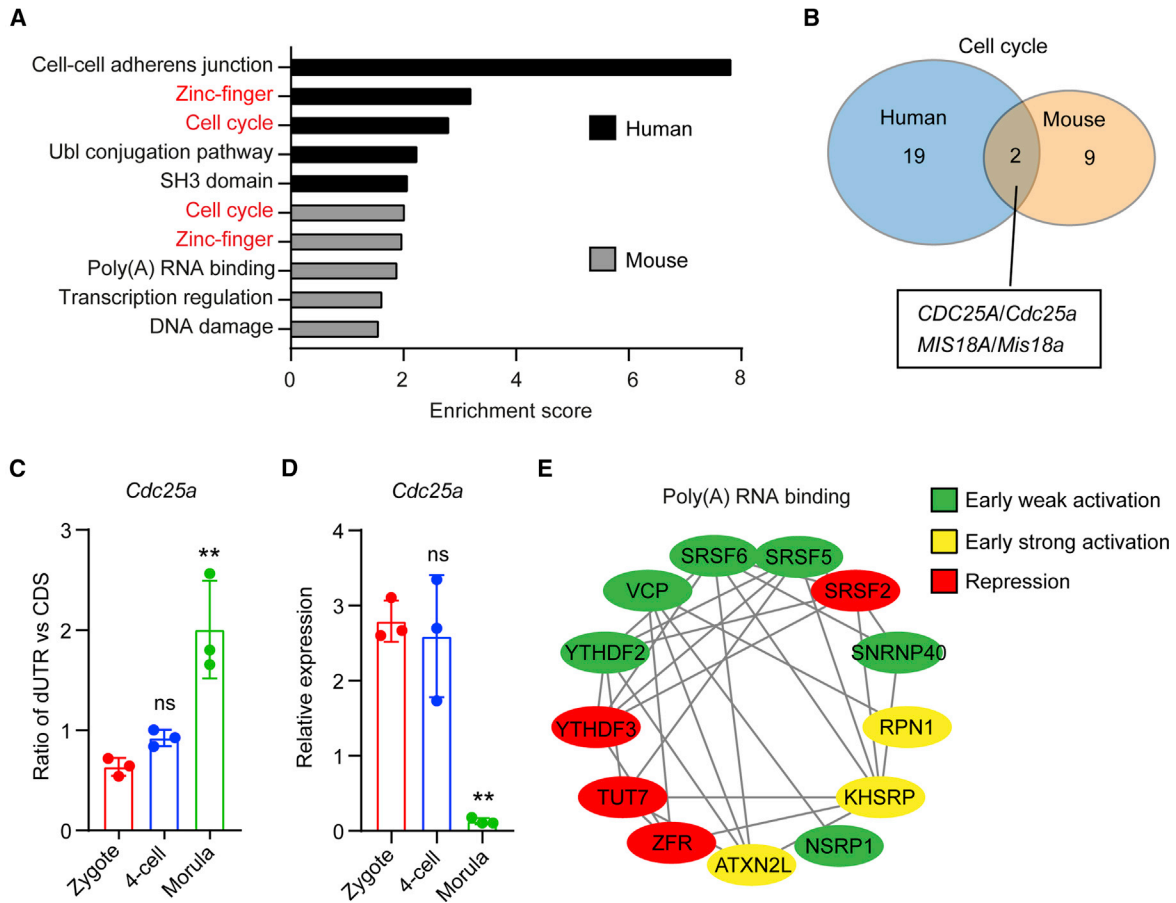 A
Cell-cell adherens junction
Zinc-finger
Cell cycle
Ubl conjugation pathway
SH3 domain
Cell cycle
Zinc-finger
Poly(A) RNA binding
Transcription regulation
DNA damage
Human
Mouse
0 2 4 6 8
Enrichment score
B
Cell cycle
Human
19
2
Mouse
9
CDC25A/Cdc25a
MIS18A/Mis18a
C
Cdc25a
Ratio of dUTR vs CDS
3
2
1
0
ns
**
Zygote
4-cell
Morula
D
Cdc25a
Relative expression
4
3
2
1
0
ns
**
Zygote
4-cell
Morula
E
Poly(A) RNA binding
Early weak activation
Early strong activation
Repression
SRSF6
SRSF5
VCP
SRSF2
YTHDF2
SNRNP40
YTHDF3
RPN1
TUT7
KHSRP
ZFR
NSRP1
ATXN2L